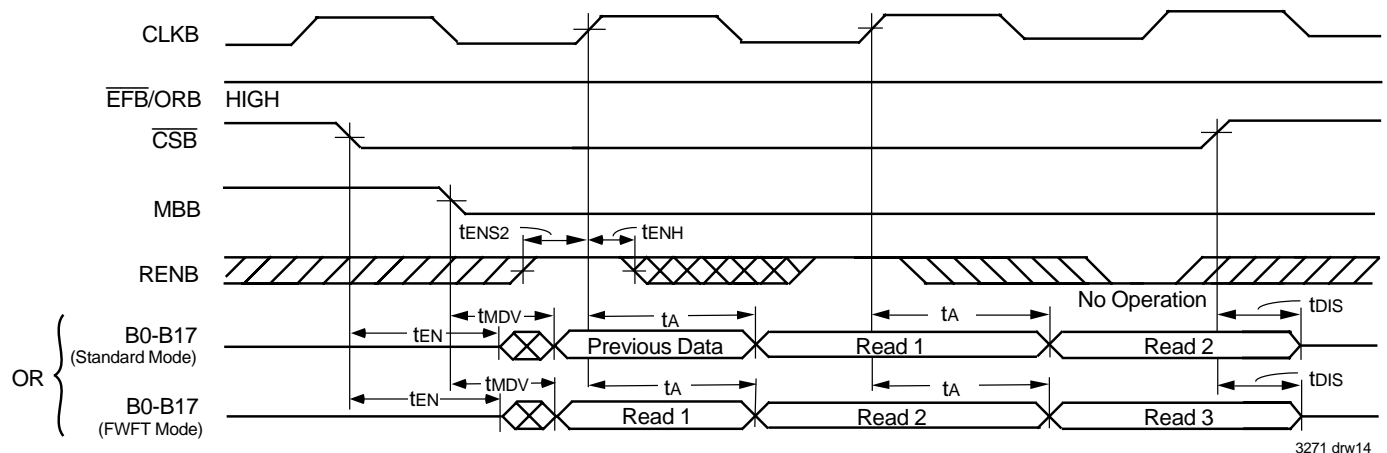 CLKB
EFB/ORB HIGH
CSB
MBB
tENS2 tENH
RENB
No Operation
tMDV tA tA tDIS
tEN
B0-B17
(Standard Mode)
Previous Data Read 1 Read 2
OR
tMDV tA tA tDIS
tEN
B0-B17
(FWFT Mode)
Read 1 Read 2 Read 3
3271 drw14